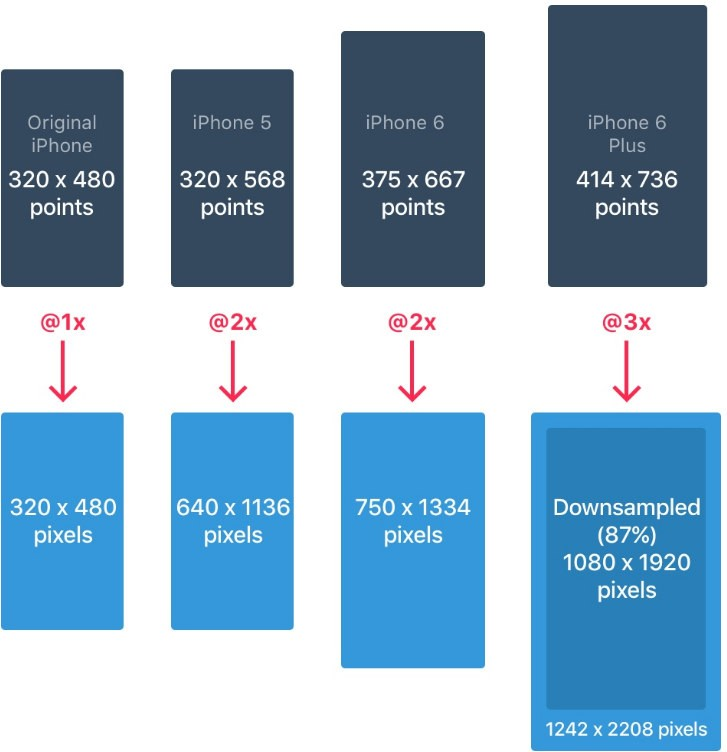 Original
iPhone
320 x 480
points
iPhone 5
320 x 568
points
iPhone 6
375 x 667
points
iPhone 6
Plus
414 x 736
points
@1x
@2x
@2x
@3x
320 x 480
pixels
640 x 1136
pixels
750 x 1334
pixels
Downsampled
(87%)
1080 x 1920
pixels
1242 x 2208 pixels